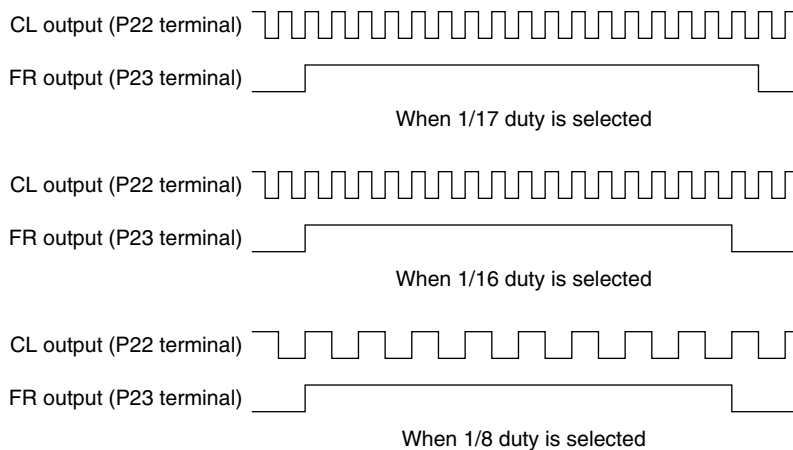 CL output (P22 terminal)
FR output (P23 terminal)
When 1/17 duty is selected
CL output (P22 terminal)
FR output (P23 terminal)
When 1/16 duty is selected
CL output (P22 terminal)
FR output (P23 terminal)
When 1/8 duty is selected